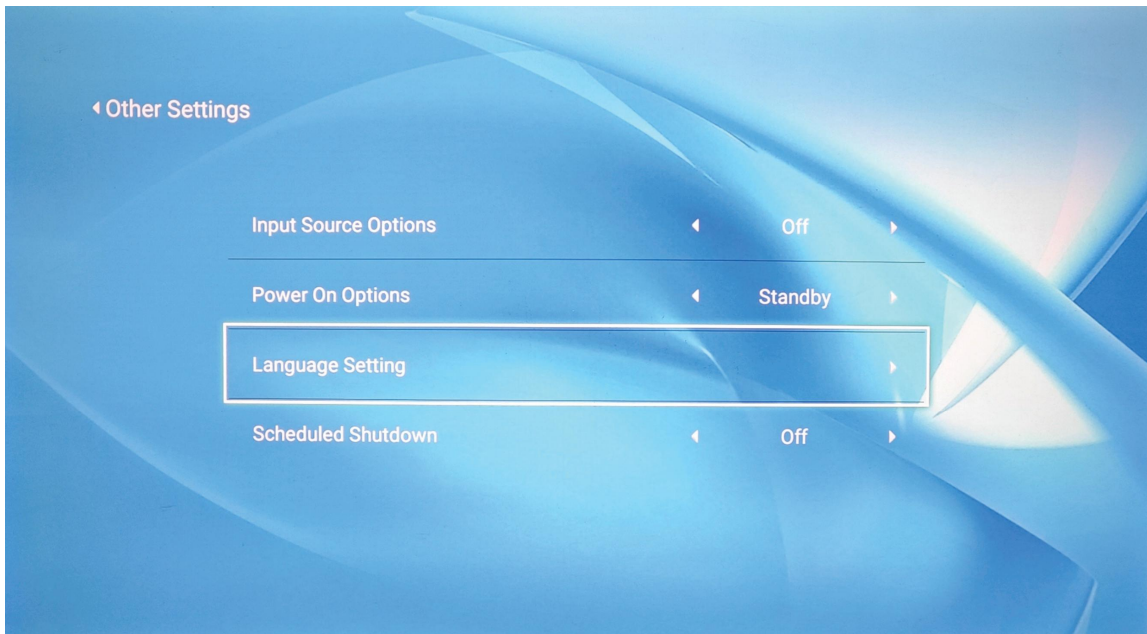 Other Settings
Input Source Options Off
Power On Options Standby
Language Setting
Scheduled Shutdown Off